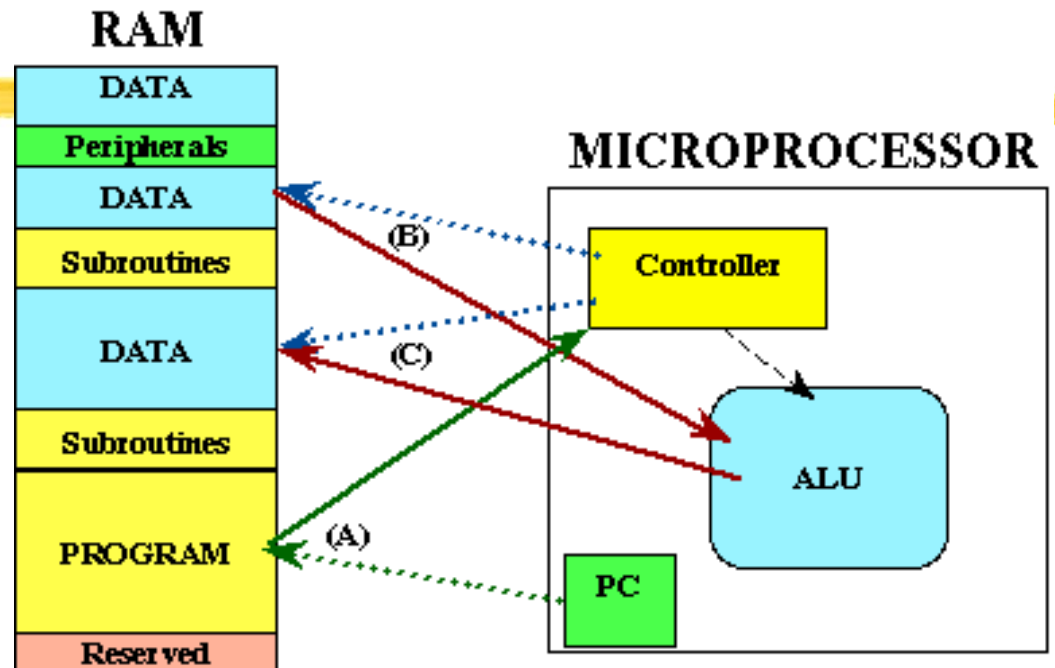 RAM
DATA
Peripherals
DATA
Subroutines
DATA
Subroutines
PROGRAM
Reserved
(B)
(C)
(A)
MICROPROCESSOR
Controller
ALU
PC